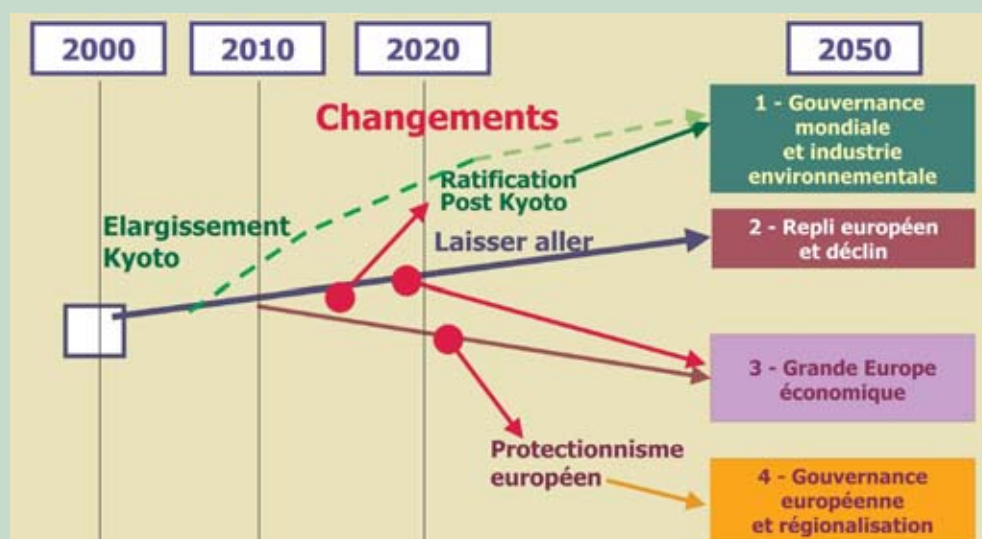 2000
2010
2020
2050
Changements
1 - Gouvernance
mondiale
et industrie
environnementale
Ratification
Post Kyoto
Elargissement
Kyoto
Laisser aller
2 - Repli européen
et déclin
3 - Grande Europe
économique
Protectionnisme
européen
4 - Gouvernance
européenne
et régionalisation